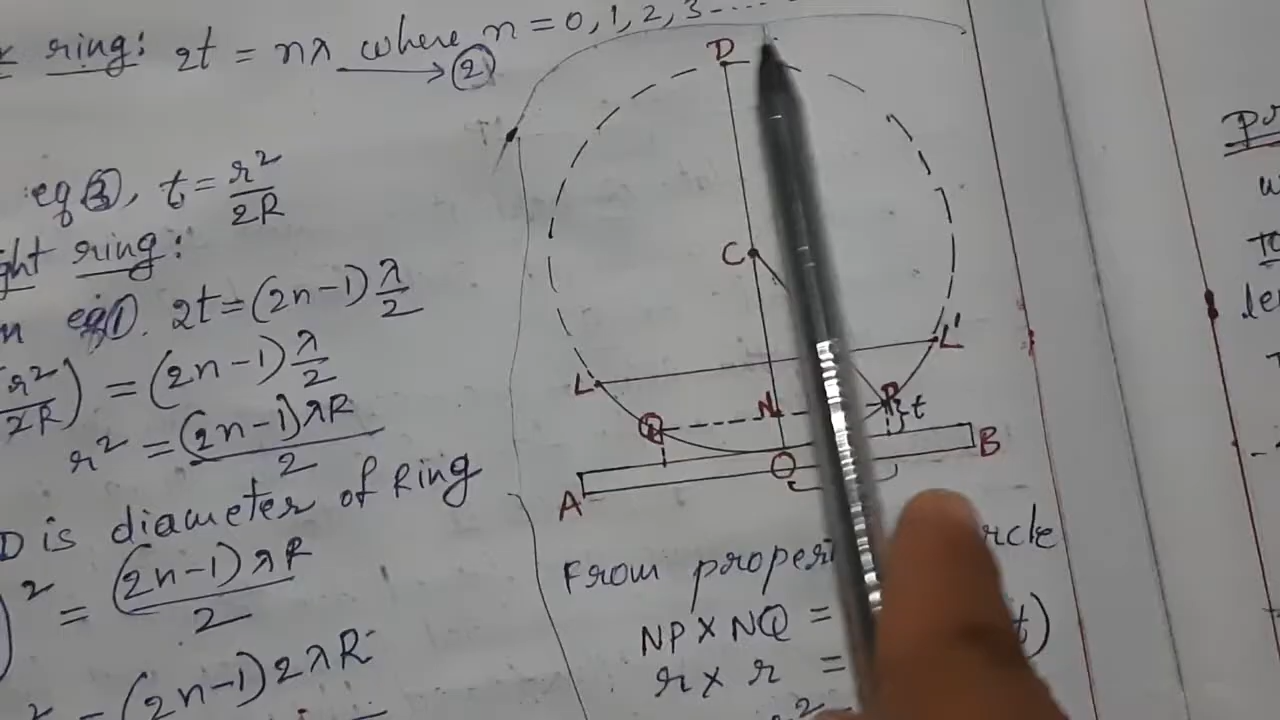 ring: 2t = nλ where n = 0, 1, 2, 3 -....
→ ②
eq ③, t = r²/2R
ring:
eq ①. 2t = (2n-1) λ/2
r²/2R) = (2n-1) λ/2
r² = (2n-1)λR/2
D is diameter of Ring
² = (2n-1)λR/2
(2n-1)2λR
D
C
L
L'
Q
N
P
t
A
O
B
From
NP × NQ =
t)
r × r =